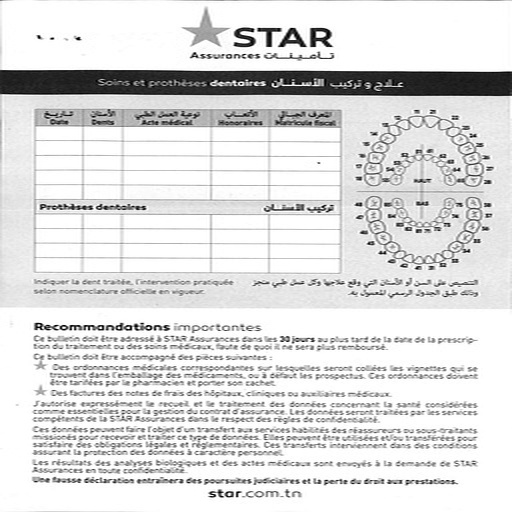 STAR
Assurances تـأميـنـات
Soins et prothèses dentaires علاج و تركيب الأسـنـان
تـاريـخ الأسنان نوعية العمل الطبي الأتـعـاب المعرف الجبـائي
Date Dents Acte médical Honoraires Matricule fiscal
Prothèses dentaires تركيب الأسـنـان
11 21
HAUT
BAS
Indiquer la dent traitée, l'intervention pratiquée
selon nomenclature officielle en vigueur.
التنصيص على السن أو الأسنان التي وقع علاجها وكل عمل طبي منجز
وذلك طبق الجدول الرسمي المعمول به.
Recommandations importantes
Ce bulletin doit être adressé à STAR Assurances dans les 30 jours au plus tard de la date de la prescrip-
tion du traitement ou des soins médicaux, faute de quoi il ne sera plus remboursé.
Ce bulletin doit être accompagné des pièces suivantes :
Des ordonnances médicales correspondantes sur lesquelles seront collées les vignettes qui se
trouvent dans l'emballage des médicaments, ou à défaut les prospectus. Ces ordonnances doivent
être tarifées par le pharmacien et porter son cachet.
Des factures des notes de frais des hôpitaux, cliniques ou auxiliaires médicaux.
J'autorise expressément le recueil et le traitement des données concernant la santé considérées
comme essentielles pour la gestion du contrat d'assurance. Les données seront traitées par les services
compétents de la STAR Assurances dans le respect des règles de confidentialité.
Ces données peuvent faire l'objet d'un transfert aux services habilités des réassureurs ou sous-traitants
missionnés pour recevoir et traiter ce type de données. Elles peuvent être utilisées et/ou transférées pour
satisfaire des obligations légales et réglementaires. Ces transferts interviennent dans des conditions
assurant la protection des données à caractère personnel.
Les résultats des analyses biologiques et des actes médicaux sont envoyés à la demande de STAR
Assurances en toute confidentialité.
Une fausse déclaration entraînera des poursuites judiciaires et la perte du droit aux prestations.
star.com.tn